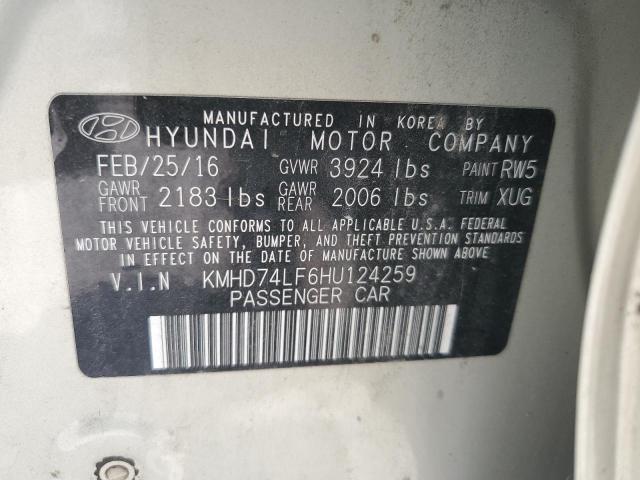 MANUFACTURED IN KOREA BY
HYUNDAI MOTOR COMPANY
FEB/25/16 GVWR 3924 lbs PAINT RW5
GAWR FRONT 2183 lbs GAWR REAR 2006 lbs TRIM XUG
THIS VEHICLE CONFORMS TO ALL APPLICABLE U.S.A. FEDERAL
MOTOR VEHICLE SAFETY, BUMPER, AND THEFT PREVENTION STANDARDS
IN EFFECT ON THE DATE OF MANUFACTURE SHOWN ABOVE
V.I.N KMHD74LF6HU124259
PASSENGER CAR